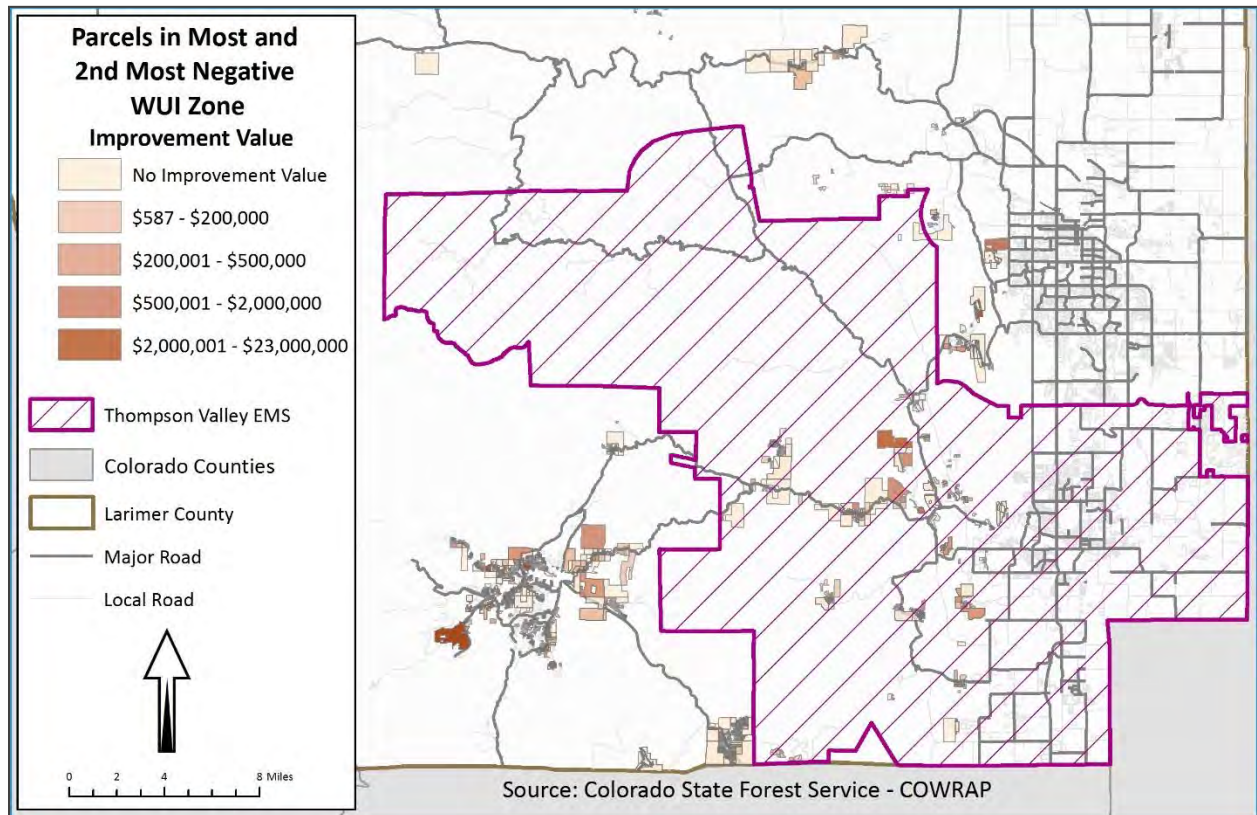 Parcels in Most and
2nd Most Negative
WUI Zone
Improvement Value
No Improvement Value
$587 - $200,000
$200,001 - $500,000
$500,001 - $2,000,000
$2,000,001 - $23,000,000
Thompson Valley EMS
Colorado Counties
Larimer County
Major Road
Local Road
0 2 4 8 Miles
Source: Colorado State Forest Service - COWRAP